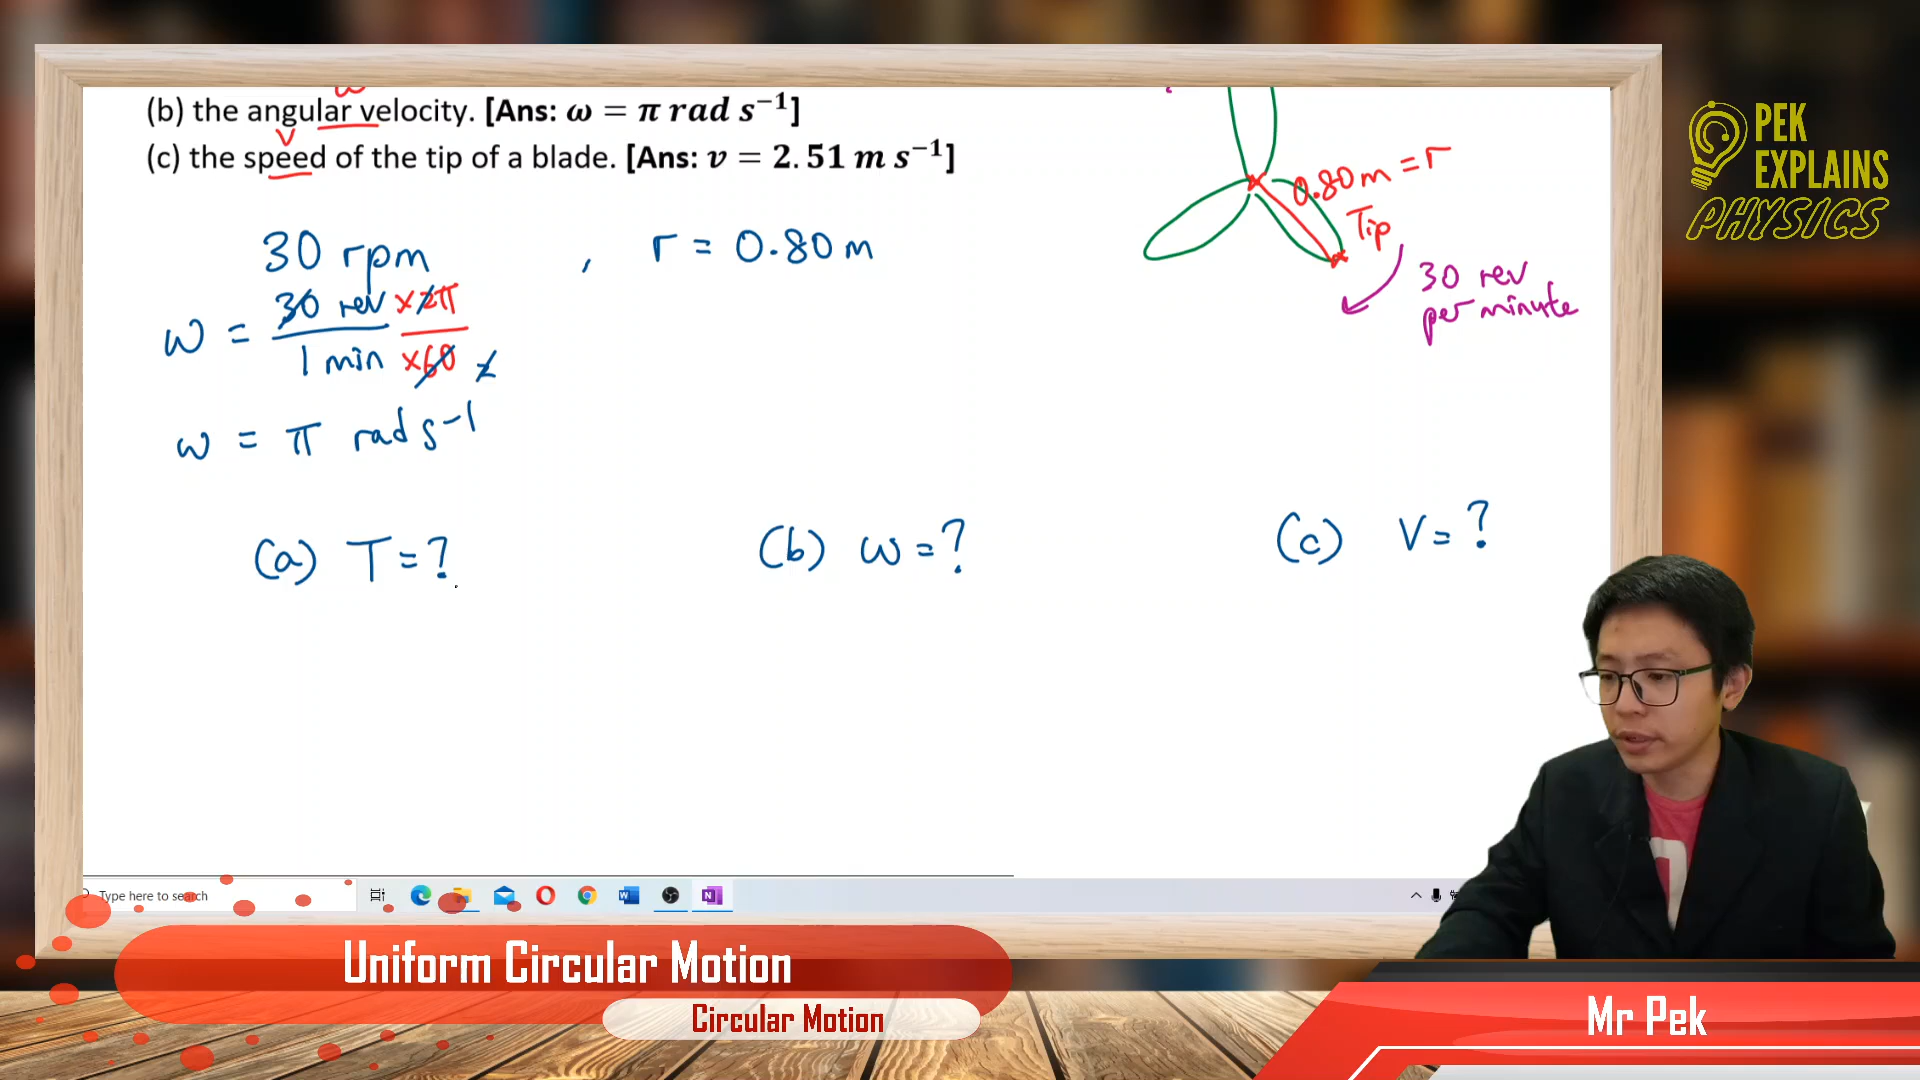 (b) the angular velocity. [Ans: ω = π rad s⁻¹]
ω
(c) the speed of the tip of a blade. [Ans: v = 2.51 m s⁻¹]
v
30 rpm , r = 0.80 m
ω = 30 rev ×2π
1 min ×60 2
ω = π rad s⁻¹
0.80 m = r
Tip
30 rev
per minute
(a) T = ?
(b) ω = ?
(c) V = ?
PEK
EXPLAINS
PHYSICS
Type here to search
Uniform Circular Motion
Circular Motion
Mr Pek